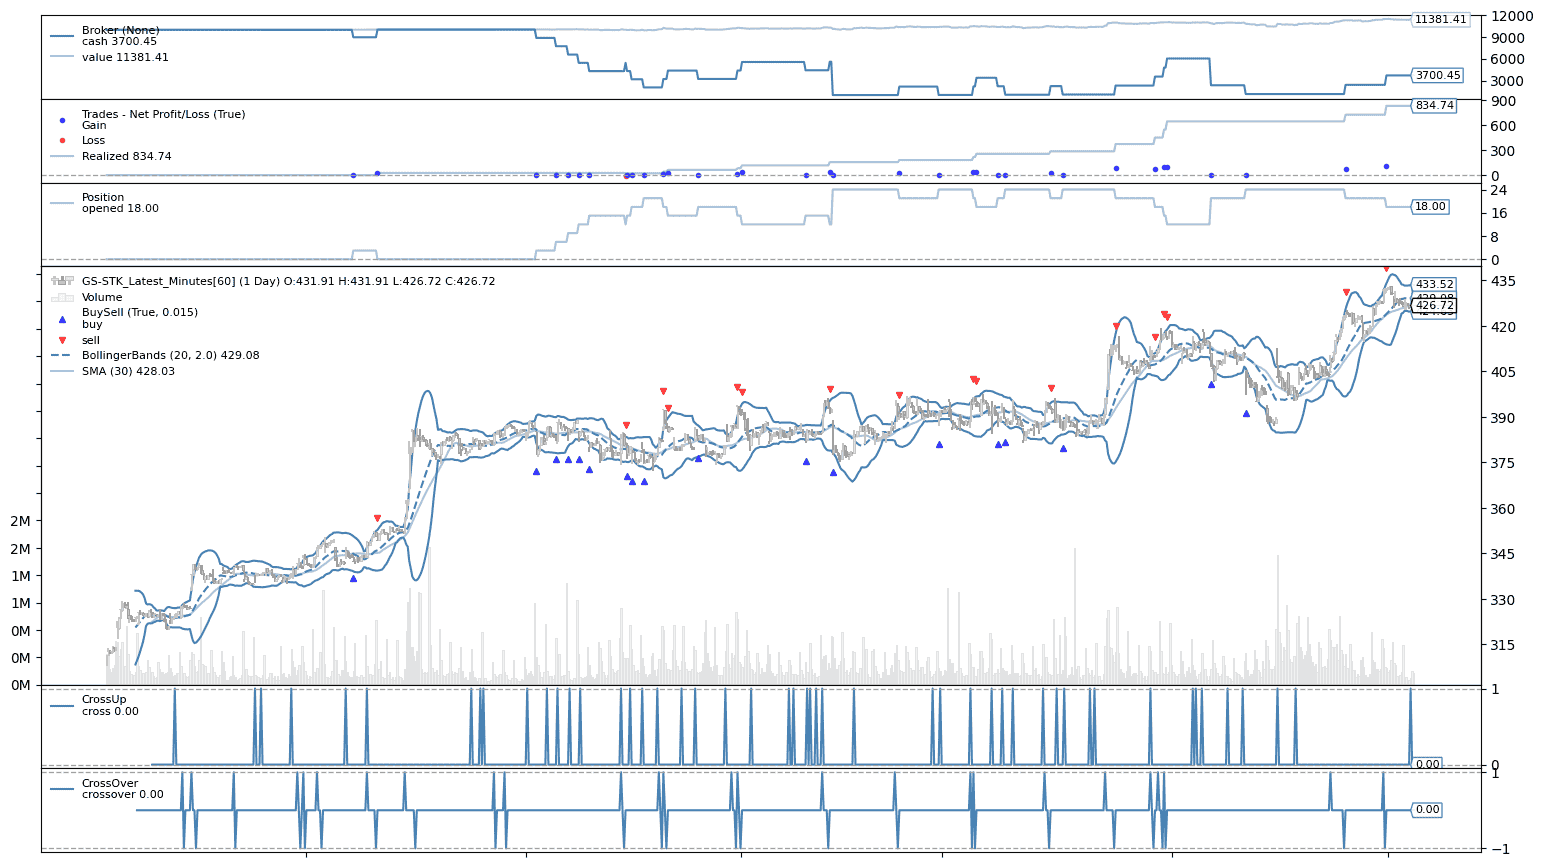 Broker (None)
cash 3700.45
value 11381.41
12000
11381.41
9000
6000
3700.45
3000
Trades - Net Profit/Loss (True)
Gain
Loss
Realized 834.74
900
834.74
600
300
0
Position
opened 18.00
24
18.00
16
8
0
GS-STK_Latest_Minutes[60] (1 Day) O:431.91 H:431.91 L:426.72 C:426.72
Volume
BuySell (True, 0.015)
buy
sell
BollingerBands (20, 2.0) 429.08
SMA (30) 428.03
435
433.52
426.72
420
405
390
375
360
345
330
315
2M
2M
1M
1M
0M
0M
0M
CrossUp
cross 0.00
1
0.00
0
CrossOver
crossover 0.00
1
0.00
−1